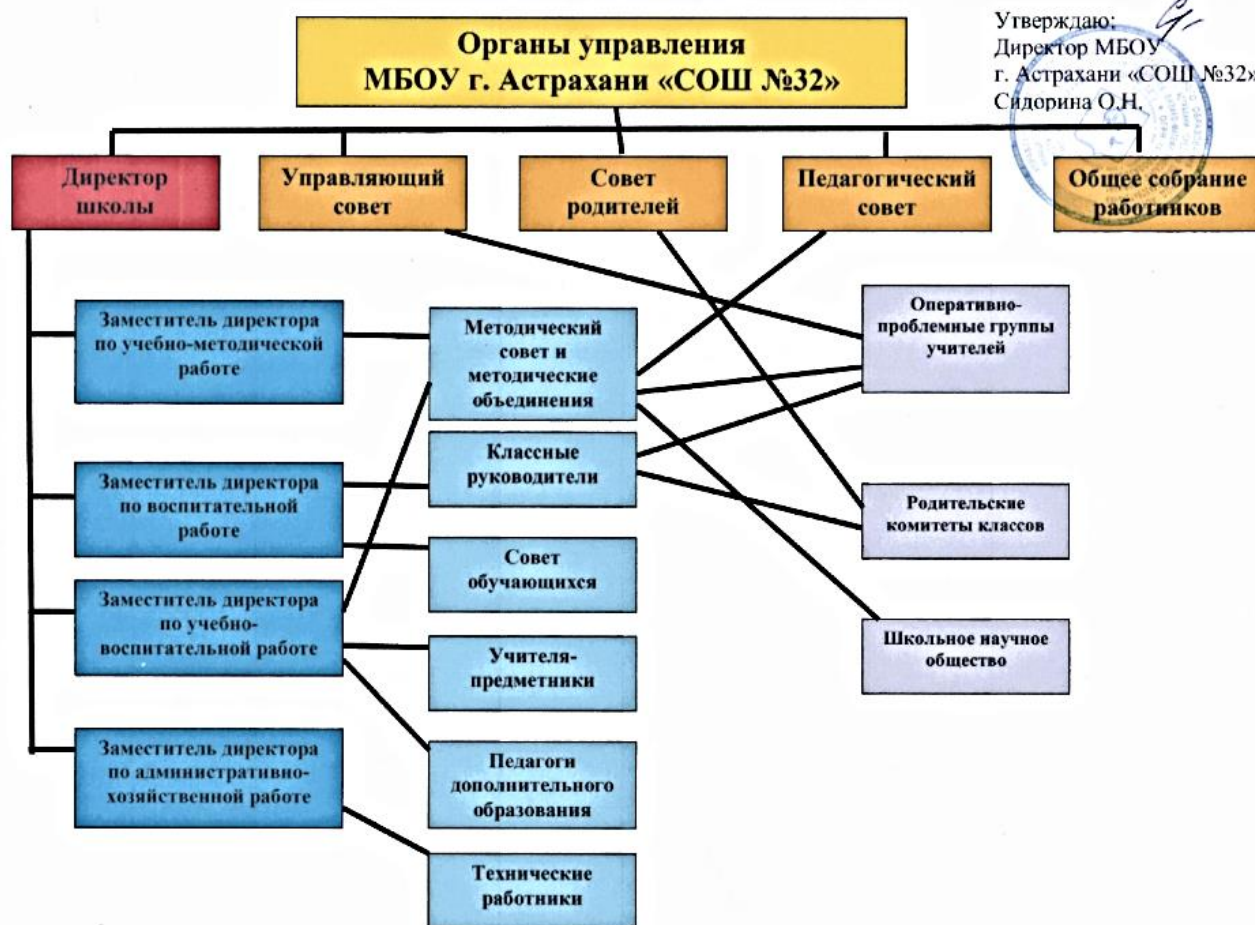 Утверждаю:
Директор МБОУ
г. Астрахани «СОШ №32»
Сидорина О.Н.
Органы управления
МБОУ г. Астрахани «СОШ №32»
Директор
школы
Управляющий
совет
Совет
родителей
Педагогический
совет
Общее собрание
работников
Заместитель директора
по учебно-методической
работе
Заместитель директора
по воспитательной
работе
Заместитель директора
по учебно-
воспитательной работе
Заместитель директора
по административно-
хозяйственной работе
Методический
совет и
методические
объединения
Классные
руководители
Совет
обучающихся
Учителя-
предметники
Педагоги
дополнительного
образования
Технические
работники
Оперативно-
проблемные группы
учителей
Родительские
комитеты классов
Школьное научное
общество